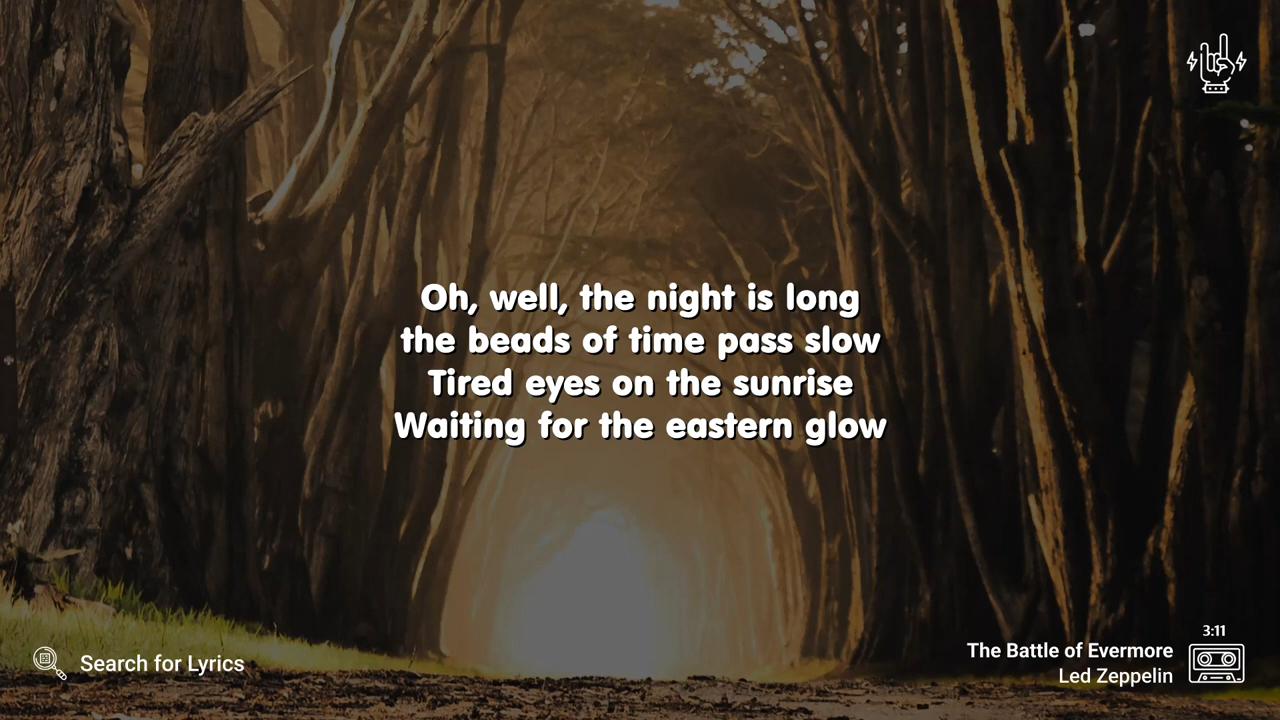 Oh, well, the night is long
the beads of time pass slow
Tired eyes on the sunrise
Waiting for the eastern glow
3:11
Search for Lyrics
The Battle of Evermore
Led Zeppelin